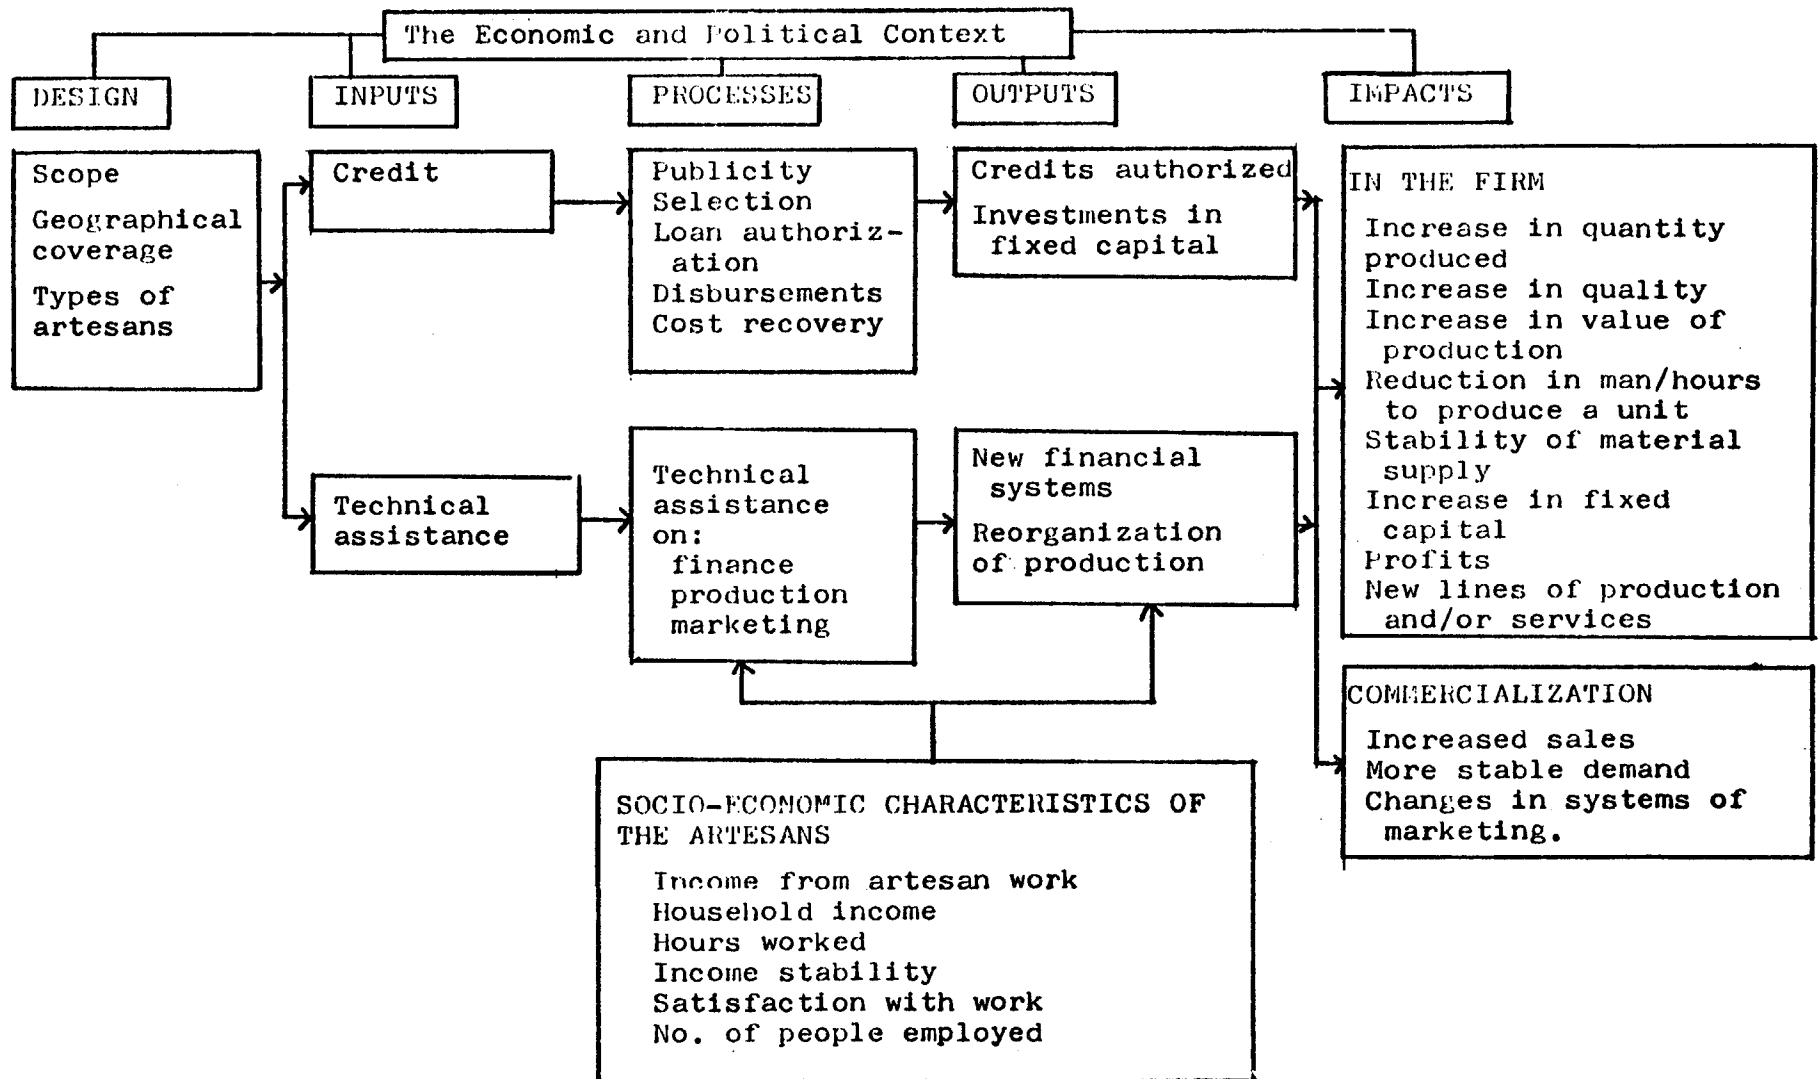 The Economic and Political Context
DESIGN
INPUTS
PROCESSES
OUTPUTS
IMPACTS
Scope
Geographical
coverage
Types of
artesans
Credit
Technical
assistance
Publicity
Selection
Loan authoriz-
ation
Disbursements
Cost recovery
Technical
assistance
on:
finance
production
marketing
Credits authorized
Investments in
fixed capital
New financial
systems
Reorganization
of production
IN THE FIRM
Increase in quantity
produced
Increase in quality
Increase in value of
production
Reduction in man/hours
to produce a unit
Stability of material
supply
Increase in fixed
capital
Profits
New lines of production
and/or services
COMMERCIALIZATION
Increased sales
More stable demand
Changes in systems of
marketing.
SOCIO-ECONOMIC CHARACTERISTICS OF
THE ARTESANS
Income from artesan work
Household income
Hours worked
Income stability
Satisfaction with work
No. of people employed